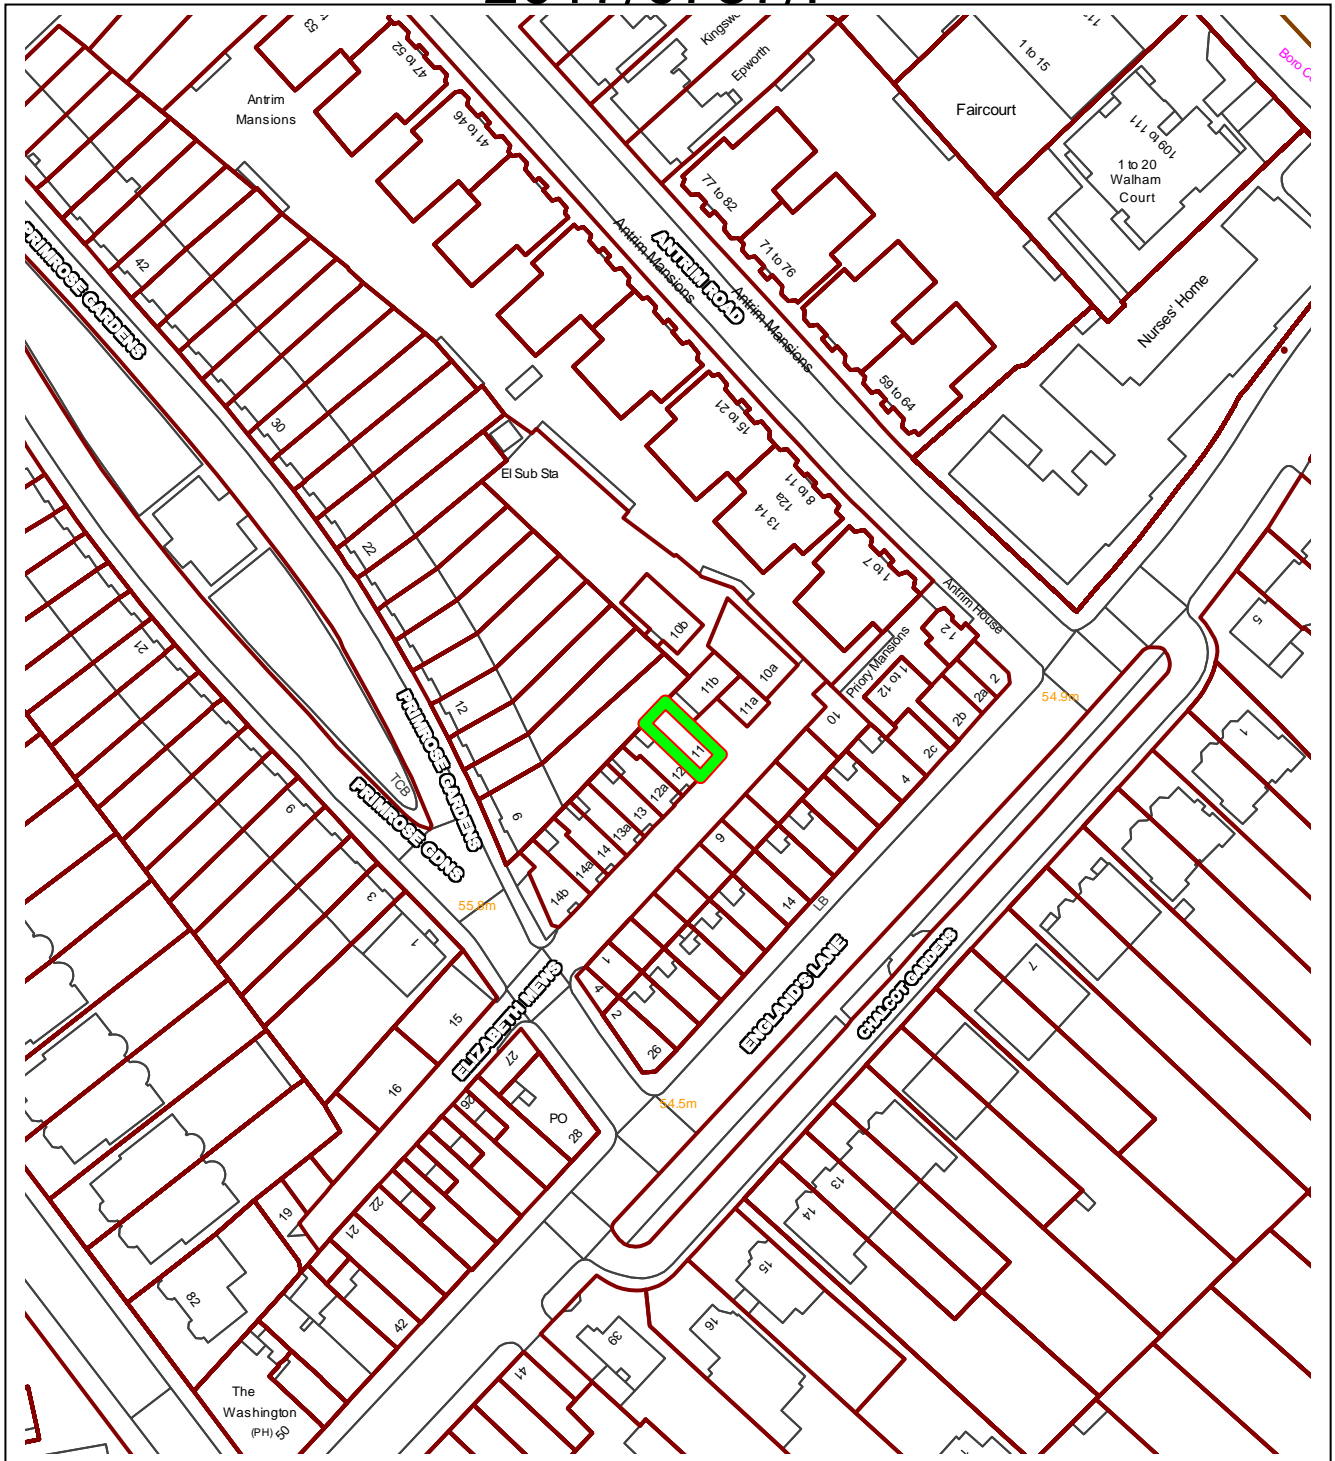 53
47 to 52
Antrim
Mansions
41 to 46
Epworth
1 to 15
Faircourt
109 to 111
1 to 20
Walham
Court
77 to 82
71 to 76
Antrim Mansions
ANTRIM ROAD
Antrim Mansions
59 to 64
Nurses' Home
PRIMROSE GARDENS
42
30
22
El Sub Sta
15 to 21
8 to 11
12a
13 14
1 to 7
Antrim House
1 2
Priory Mansions
1 to 12
10b
10a
11b
11a
11
12
12a
13
13a
14
14a
14b
10
2
2a
2b
2c
4
54.9m
5
1
21
12
6
PRIMROSE GARDENS
TCB
PRIMROSE GDNS
9
3
1
55.8m
9
14
LB
1
4
2
26
ENGLAND'S LANE
CHALCOT GARDENS
7
ELIZABETH MEWS
15
16
27
26
PO
28
54.5m
22
21
19
82
42
13
14
15
16
39
41
The
Washington
(PH)
50